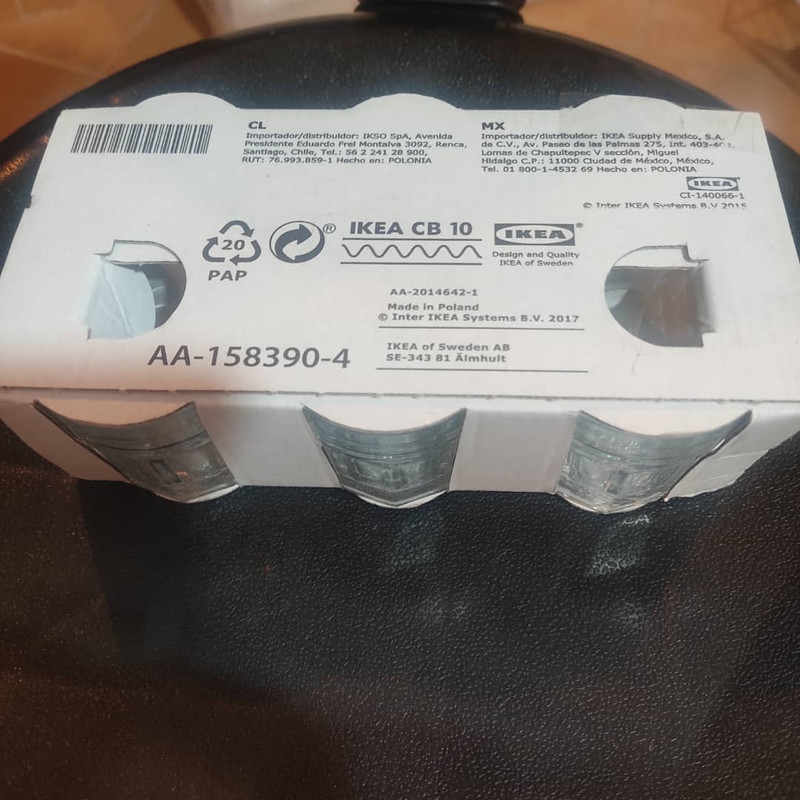 CL
Importador/distribuidor: IKSO SpA, Avenida
Presidente Eduardo Frei Montalva 3092, Renca,
Santiago, Chile, Tel.: 56 2 241 28 900,
RUT: 76.993.859-1 Hecho en: POLONIA
MX
Importador/distribuidor: IKEA Supply Mexico, S.A.
de C.V., Av. Paseo de las Palmas 275, int. 403-
Lomas de Chapultepec V sección, Miguel
Hidalgo C.P.: 11000 Ciudad de México, México,
Tel. 01 800-1-4532 69 Hecho en: POLONIA
IKEA
CI-140066-1
© Inter IKEA Systems B.V 2015
20
PAP
®
IKEA CB 10
IKEA®
Design and Quality
IKEA of Sweden
AA-2014642-1
Made in Poland
© Inter IKEA Systems B.V. 2017
AA-158390-4
IKEA of Sweden AB
SE-343 81 Älmhult